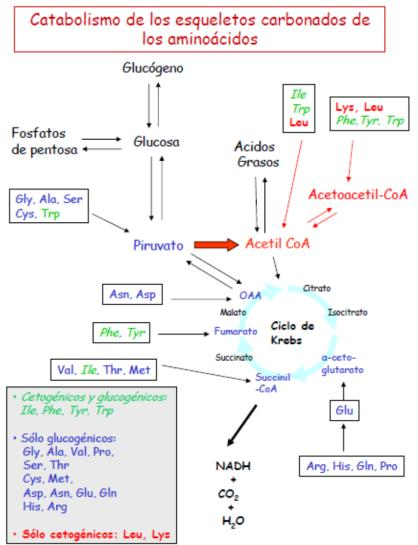 Catabolismo de los esqueletos carbonados de
los aminoácidos
Glucógeno
Ile
Trp
Leu
Lys, Leu
Phe,Tyr, Trp
Fosfatos
de pentosa
Glucosa
Acidos
Grasos
Acetoacetil-CoA
Gly, Ala, Ser
Cys, Trp
Piruvato
Acetil CoA
Asn, Asp
OAA
Citrato
Malato
Isocitrato
Phe, Tyr
Fumarato
Ciclo de
Krebs
Succinato
α-ceto-
glutarato
Val, Ile, Thr, Met
Succinil
-CoA
Glu
Arg, His, Gln, Pro
NADH
+
CO2
+
H2O
• Cetogénicos y glucogénicos:
Ile, Phe, Tyr, Trp
• Sólo glucogénicos:
Gly, Ala, Val, Pro,
Ser, Thr
Cys, Met,
Asp, Asn, Glu, Gln
His, Arg
• Sólo cetogénicos: Leu, Lys